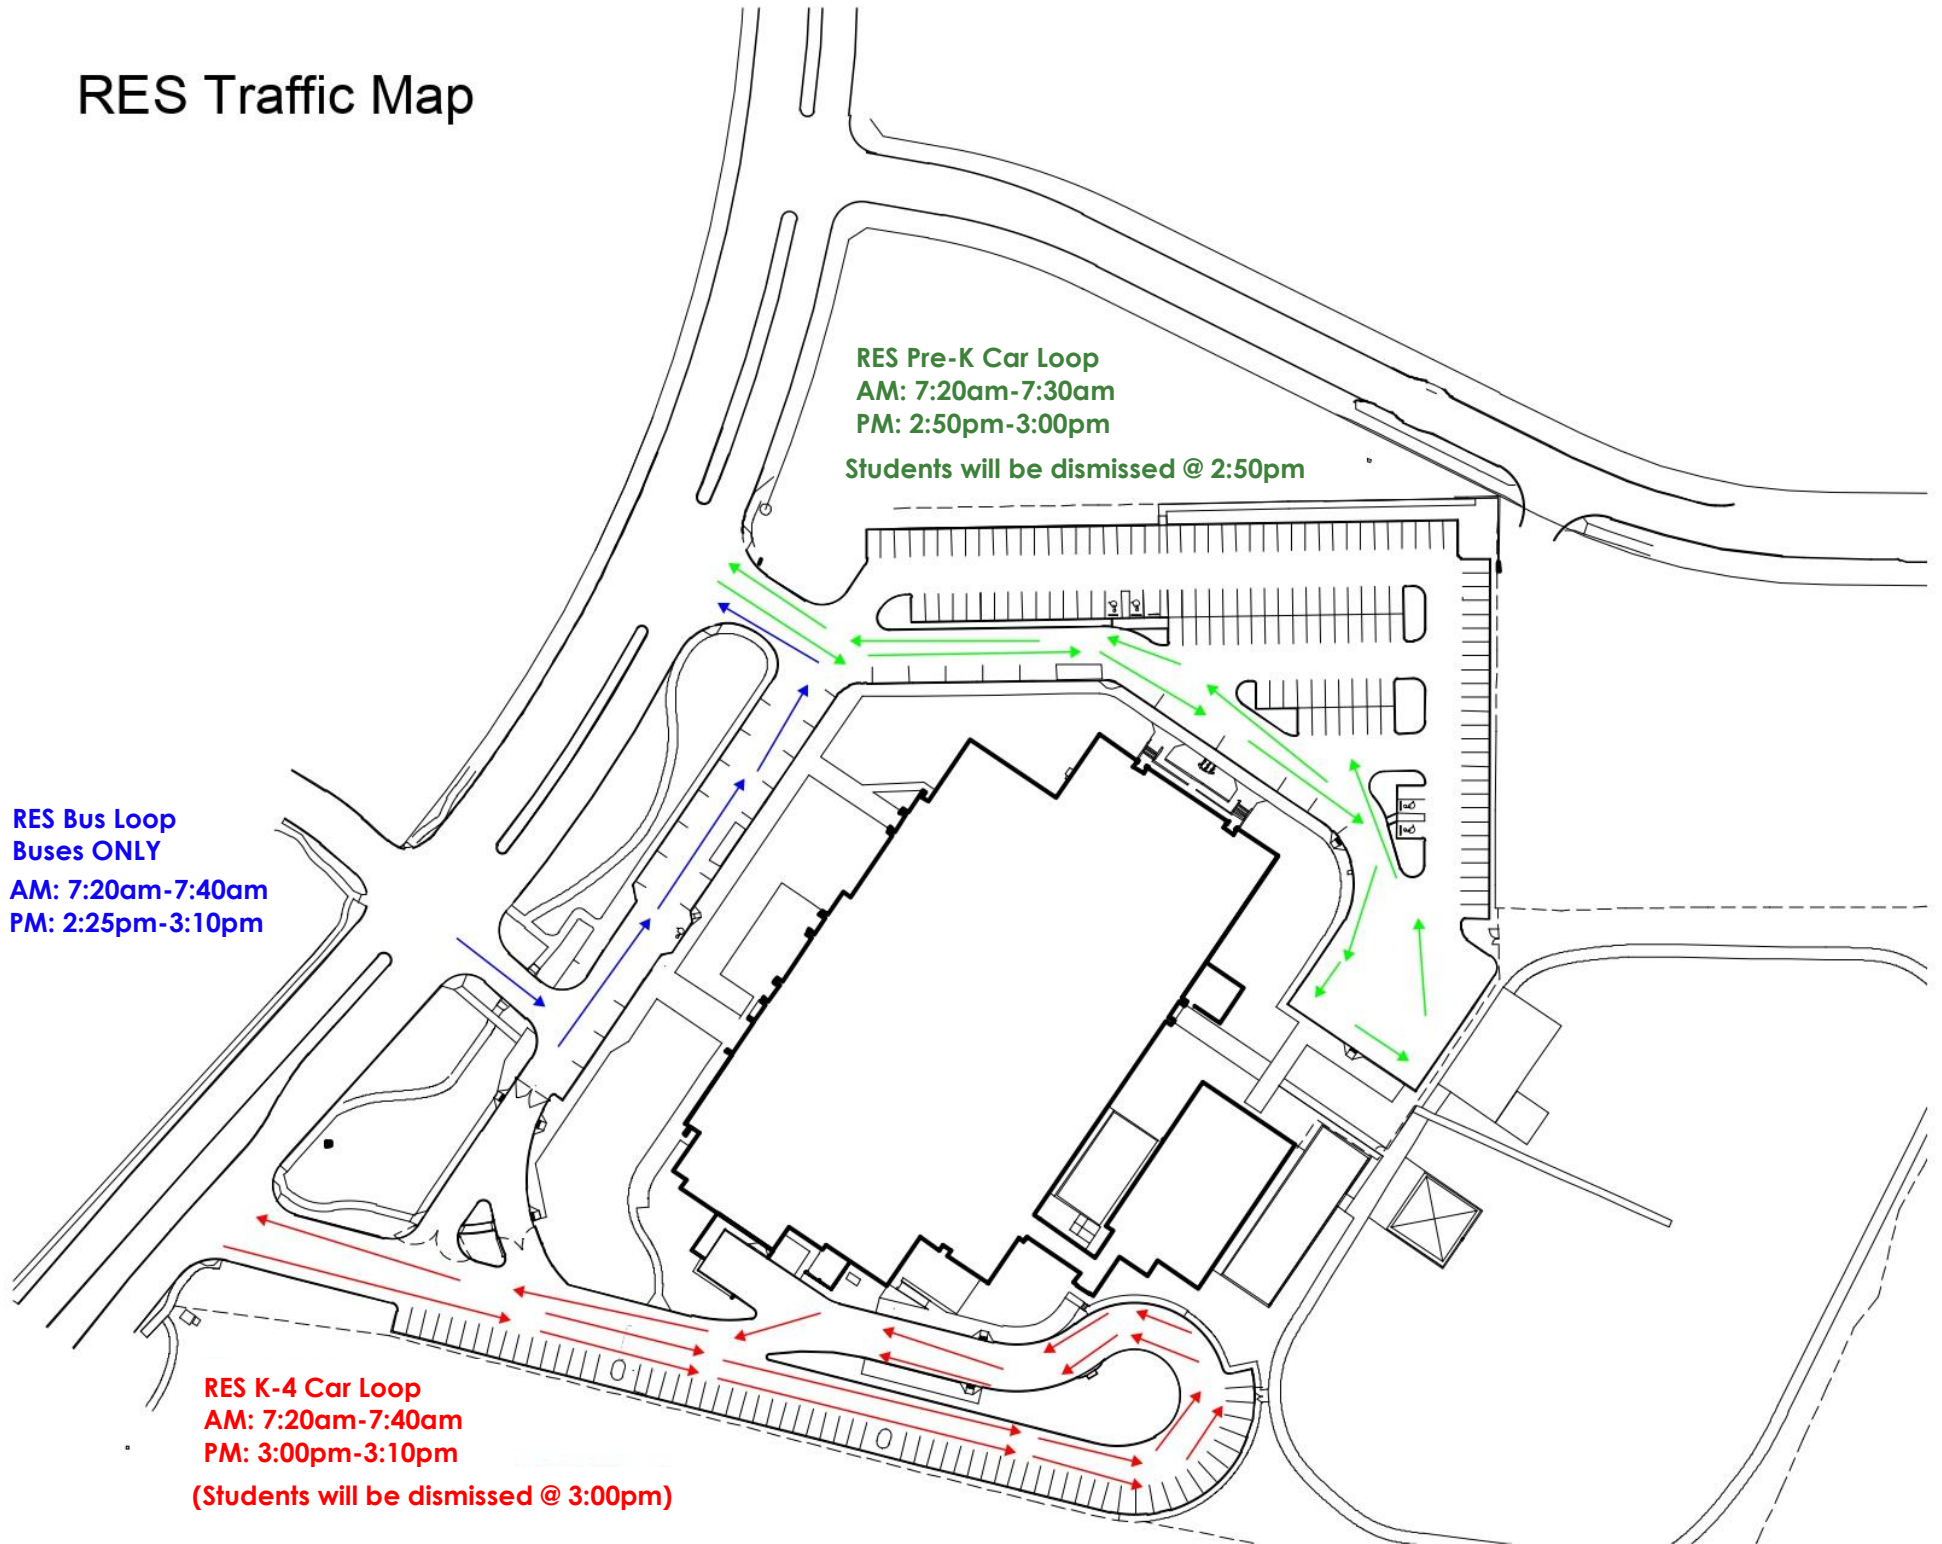 RES Traffic Map
RES Pre-K Car Loop
AM: 7:20am-7:30am
PM: 2:50pm-3:00pm
Students will be dismissed @ 2:50pm
RES Bus Loop
Buses ONLY
AM: 7:20am-7:40am
PM: 2:25pm-3:10pm
RES K-4 Car Loop
AM: 7:20am-7:40am
PM: 3:00pm-3:10pm
(Students will be dismissed @ 3:00pm)